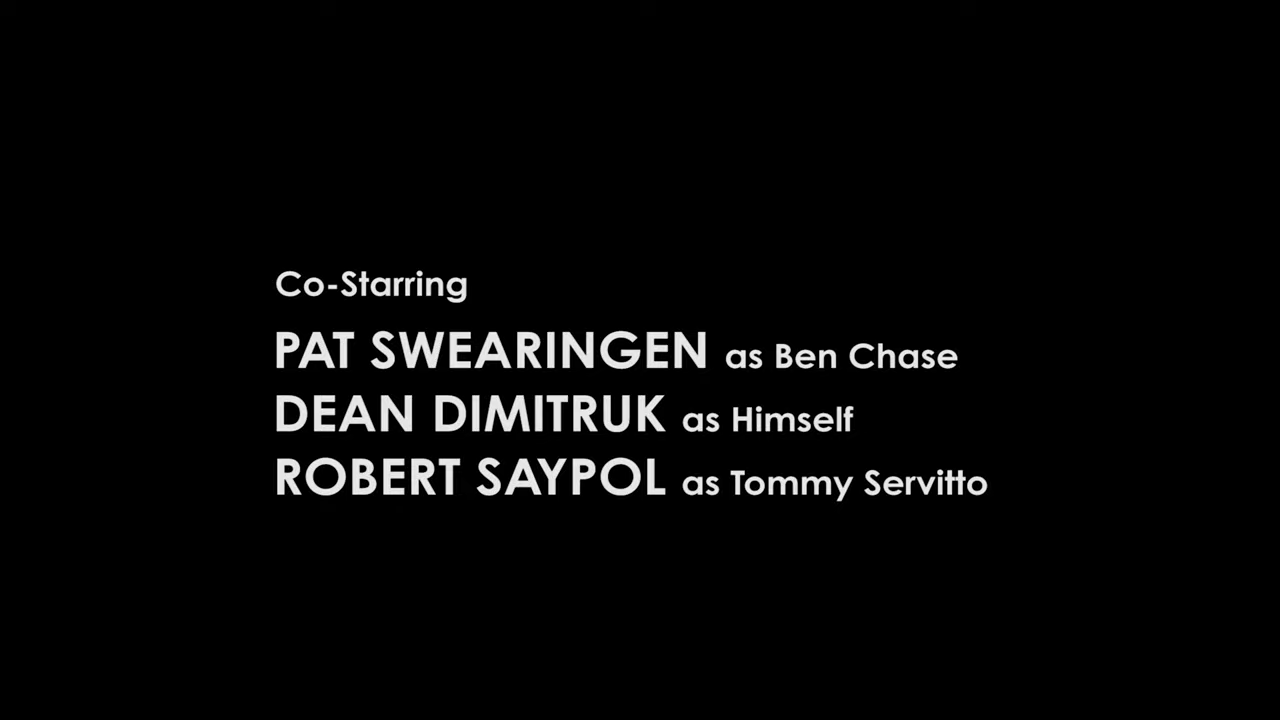 Co-Starring
PAT SWEARINGEN as Ben Chase
DEAN DIMITRUK as Himself
ROBERT SAYPOL as Tommy Servitto